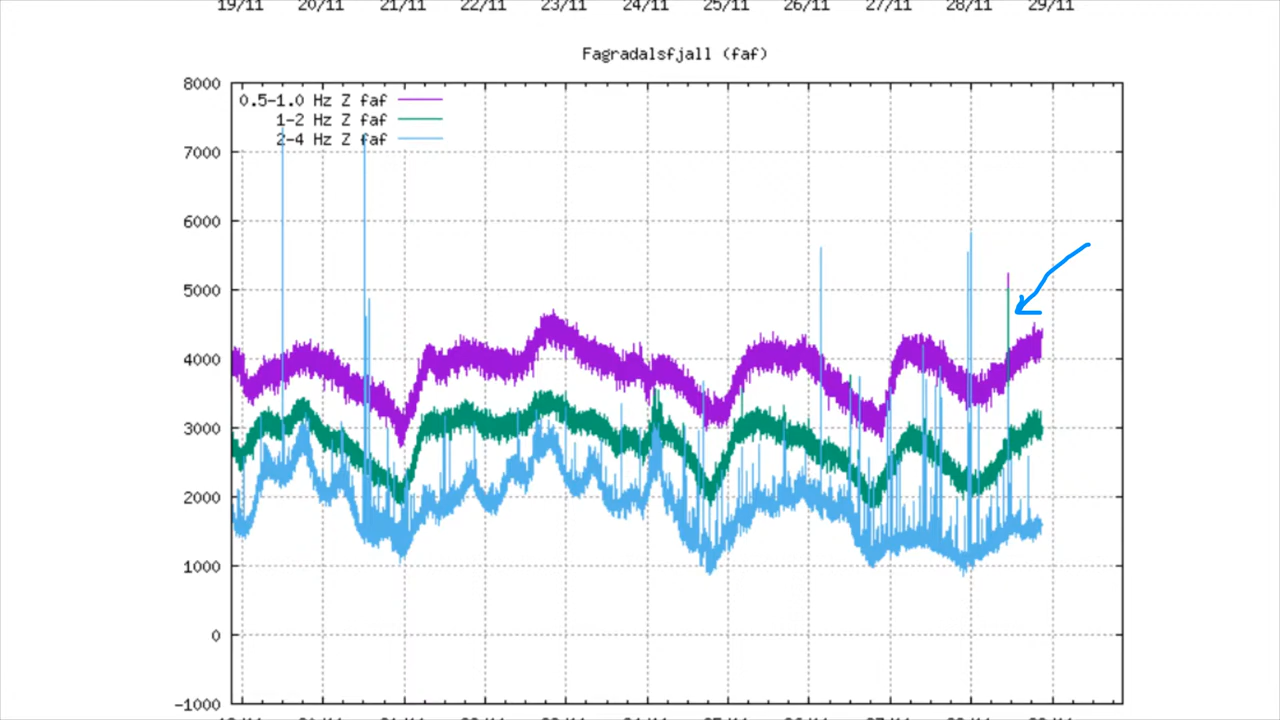 19/11 20/11 21/11 22/11 23/11 24/11 25/11 26/11 27/11 28/11 29/11
Fagradalsfjall (faf)
8000
0.5-1.0 Hz Z faf
1-2 Hz Z faf
2-4 Hz Z faf
7000
6000
5000
4000
3000
2000
1000
0
-1000